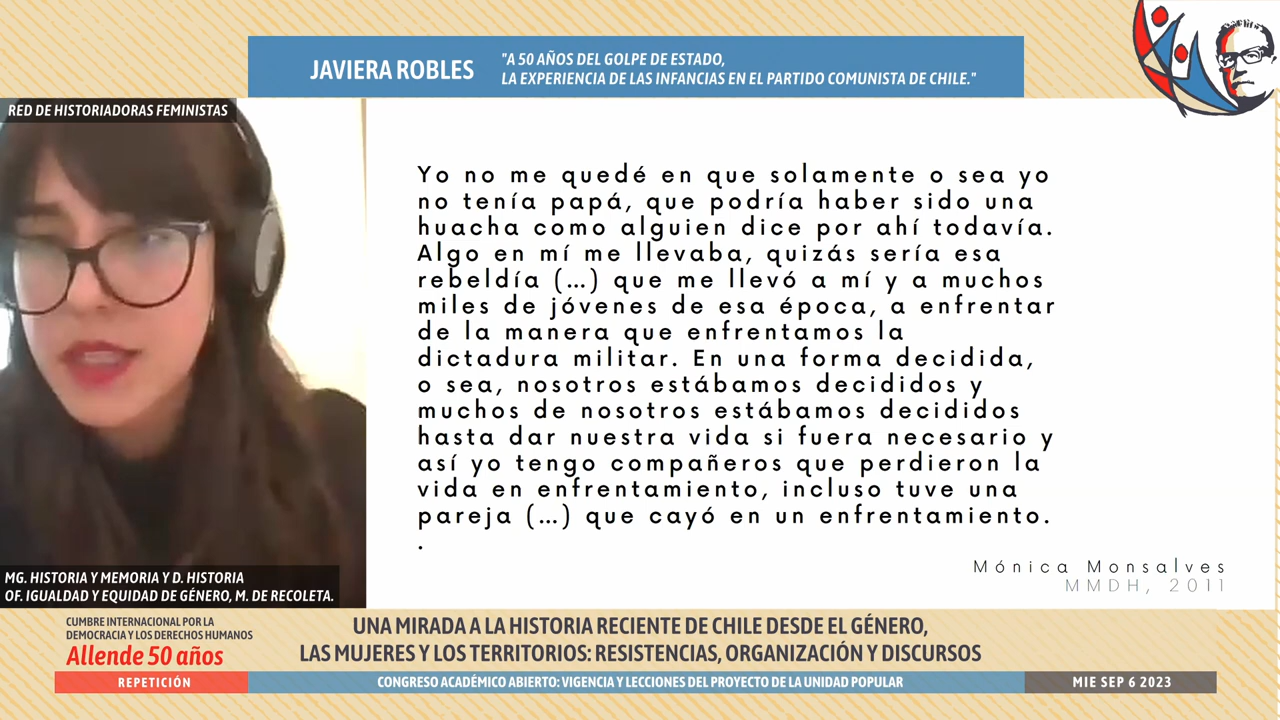 JAVIERA ROBLES
"A 50 AÑOS DEL GOLPE DE ESTADO,
LA EXPERIENCIA DE LAS INFANCIAS EN EL PARTIDO COMUNISTA DE CHILE."
RED DE HISTORIADORAS FEMINISTAS
Yo no me quedé en que solamente o sea yo
no tenía papá, que podría haber sido una
huacha como alguien dice por ahí todavía.
Algo en mí me llevaba, quizás sería esa
rebeldía (...) que me llevó a mí y a muchos
miles de jóvenes de esa época, a enfrentar
de la manera que enfrentamos la
dictadura militar. En una forma decidida,
o sea, nosotros estábamos decididos y
muchos de nosotros estábamos decididos
hasta dar nuestra vida si fuera necesario y
así yo tengo compañeros que perdieron la
vida en enfrentamiento, incluso tuve una
pareja (...) que cayó en un enfrentamiento.
.
Mónica Monsalves
MMDH, 2011
MG. HISTORIA Y MEMORIA Y D. HISTORIA
OF. IGUALDAD Y EQUIDAD DE GÉNERO, M. DE RECOLETA.
CUMBRE INTERNACIONAL POR LA
DEMOCRACIA Y LOS DERECHOS HUMANOS
Allende 50 años
UNA MIRADA A LA HISTORIA RECIENTE DE CHILE DESDE EL GÉNERO,
LAS MUJERES Y LOS TERRITORIOS: RESISTENCIAS, ORGANIZACIÓN Y DISCURSOS
REPETICIÓN
CONGRESO ACADÉMICO ABIERTO: VIGENCIA Y LECCIONES DEL PROYECTO DE LA UNIDAD POPULAR
MIE SEP 6 2023